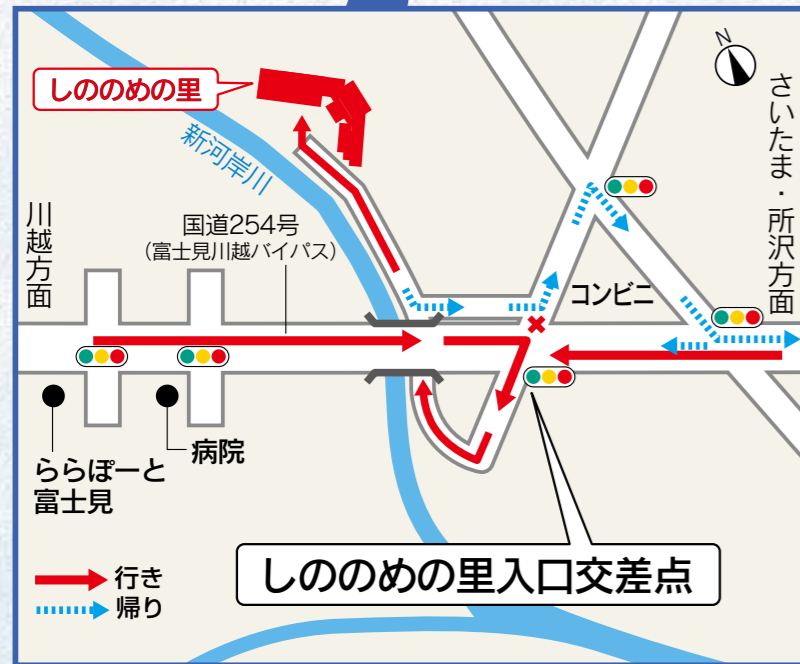 しののめの里
N
さいたま・所沢方面
新河岸川
川越方面
国道254号
(富士見川越バイパス)
コンビニ
ららぽーと
富士見
病院
しののめの里入口交差点
行き
帰り